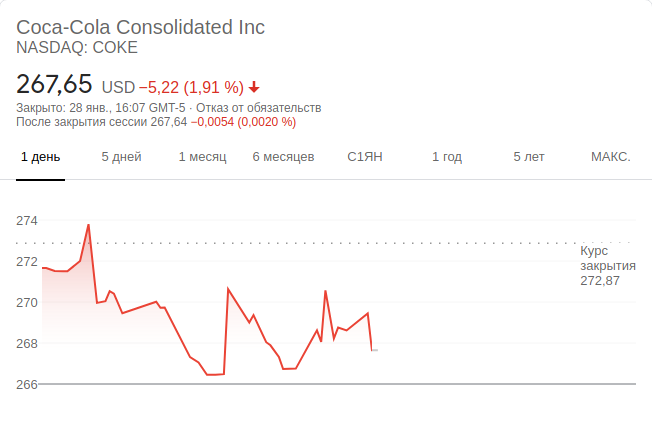 Coca-Cola Consolidated Inc
NASDAQ: COKE
267,65 USD −5,22 (1,91 %)
Закрыто: 28 янв., 16:07 GMT-5 · Отказ от обязательств
После закрытия сессии 267,64 −0,0054 (0,0020 %)
1 день 5 дней 1 месяц 6 месяцев С1ЯН 1 год 5 лет МАКС.
274
272
270
268
266
Курс
закрытия
272,87